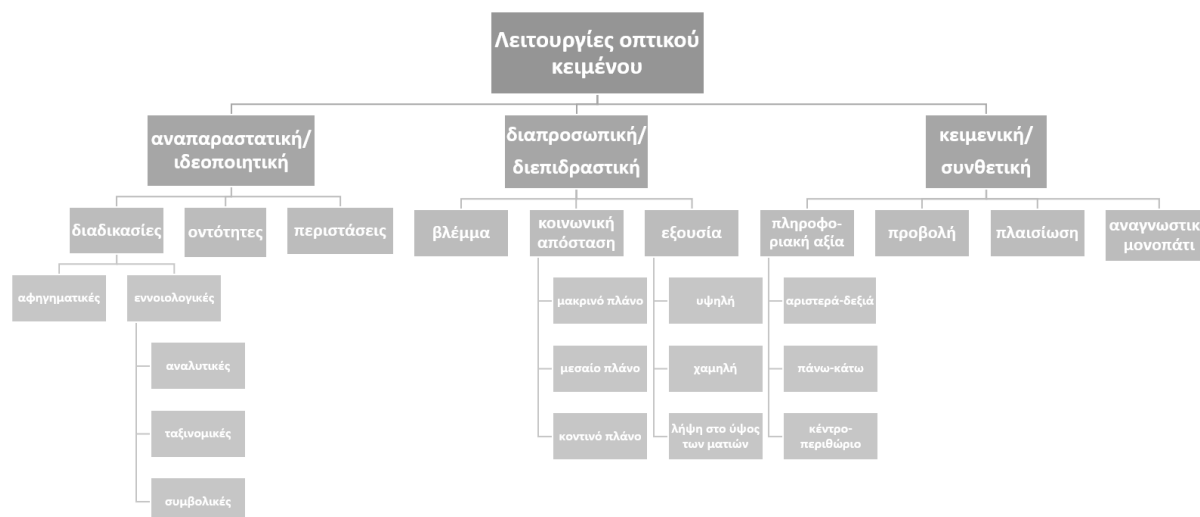 Λειτουργίες οπτικού
κειμένου
αναπαραστατική/
ιδεοποιητική
διαπροσωπική/
διεπιδραστική
κειμενική/
συνθετική
διαδικασίες
οντότητες
περιστάσεις
βλέμμα
κοινωνική
απόσταση
εξουσία
πληροφο-
ριακή αξία
προβολή
πλαισίωση
αναγνωστικ
μονοπάτι
αφηγηματικές
εννοιολογικές
μακρινό πλάνο
υψηλή
αριστερά-δεξιά
αναλυτικές
μεσαίο πλάνο
χαμηλή
πάνω-κάτω
ταξινομικές
κοντινό πλάνο
λήψη στο ύψος
των ματιών
κέντρο-
περιθώριο
συμβολικές